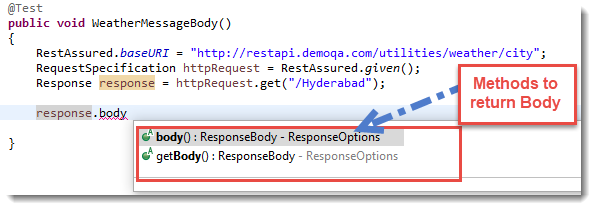 @Test
public void WeatherMessageBody()
{
RestAssured.baseURI = "http://restapi.demoqa.com/utilities/weather/city";
RequestSpecification httpRequest = RestAssured.given();
Response response = httpRequest.get("/Hyderabad");
Methods to
return Body
response.body
body() : ResponseBody - ResponseOptions
getBody() : ResponseBody - ResponseOptions
}